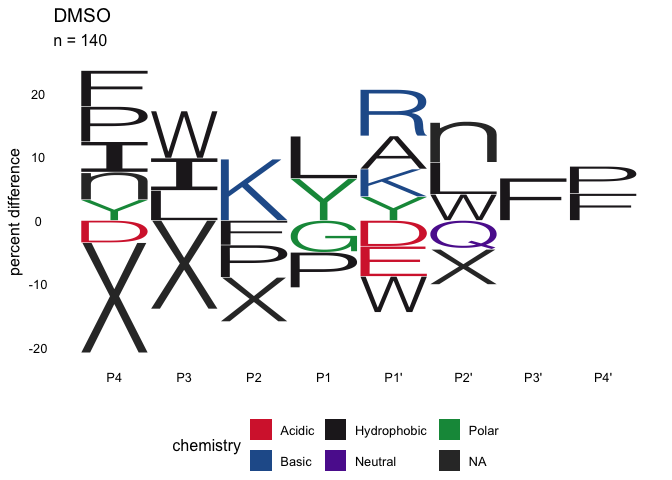 DMSO
n = 140
percent difference
20
10
0
-10
-20
F
P
I
n
Y
D
X
W
I
L
X
K
F
P
X
L
Y
G
P
R
A
K
Y
D
E
W
n
L
W
Q
X
F
P
F
P4 P3 P2 P1 P1' P2' P3' P4'
chemistry
Acidic Hydrophobic Polar
Basic Neutral NA